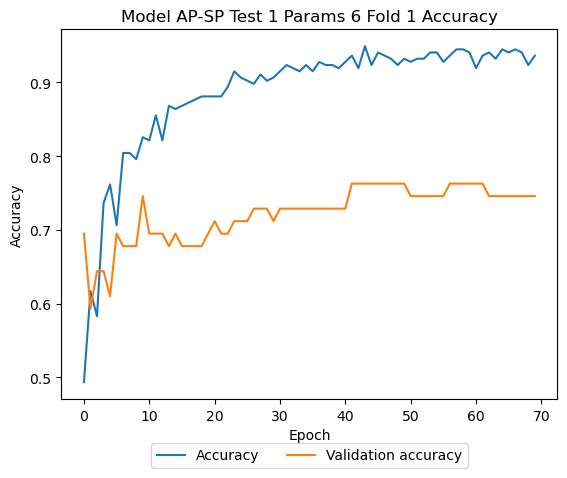 Model AP-SP Test 1 Params 6 Fold 1 Accuracy
Accuracy
0.9
0.8
0.7
0.6
0.5
0 10 20 30 40 50 60 70
Epoch
Accuracy Validation accuracy